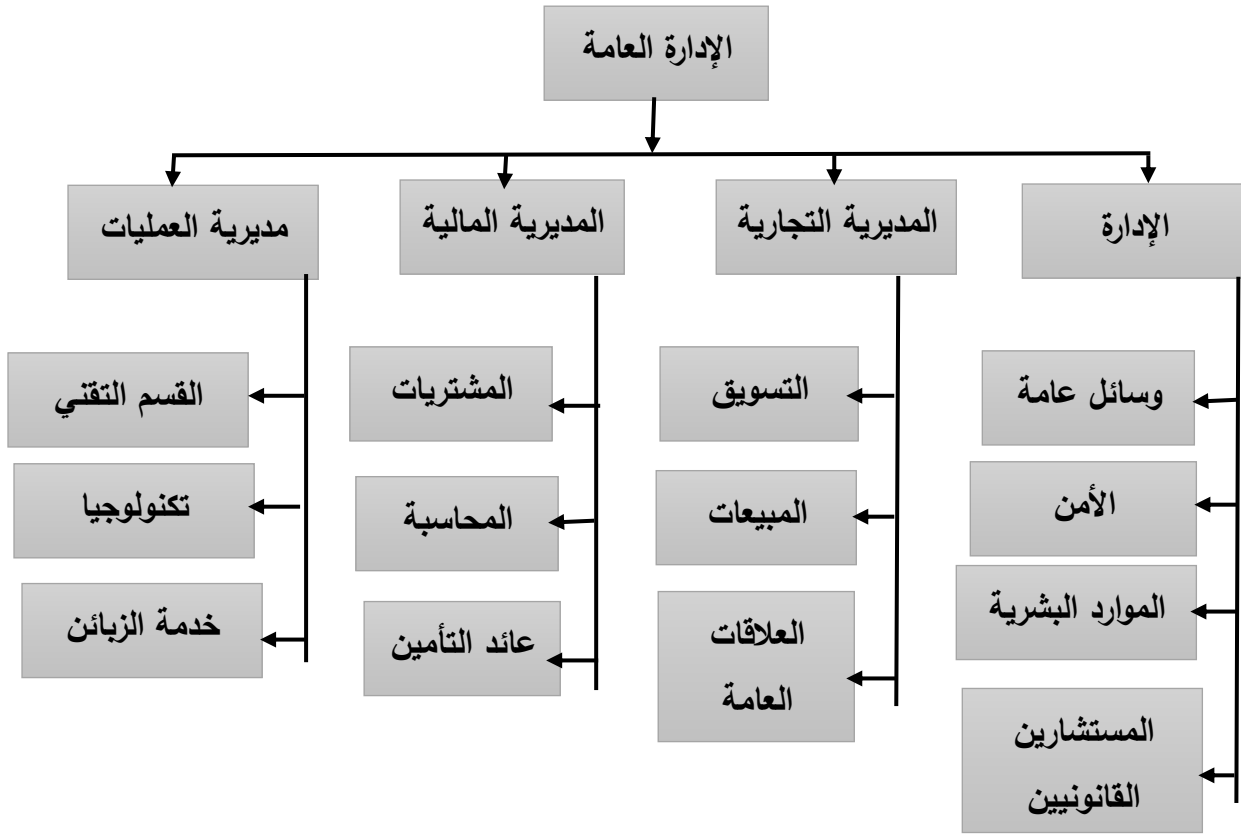 الإدارة العامة
الإدارة
المديرية التجارية
المديرية المالية
مديرية العمليات
وسائل عامة
الأمن
الموارد البشرية
المستشارين
القانونيين
التسويق
المبيعات
العلاقات
العامة
المشتريات
المحاسبة
عائد التأمين
القسم التقني
تكنولوجيا
خدمة الزبائن